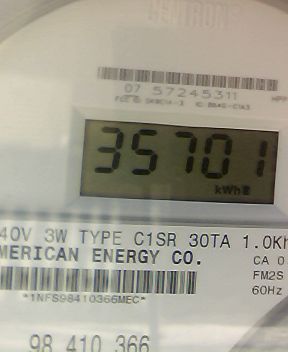 CENTRON
07 57245311
35701
kWh
40V 3W TYPE C1SR 30TA 1.0Kh
MERICAN ENERGY CO.
CA 0
FM2S
60Hz
*1NFS98410366MEC*
98 410 366